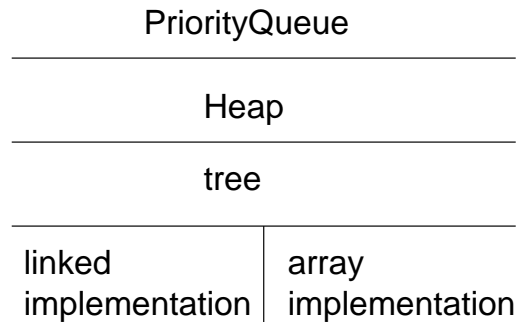 PriorityQueue
Heap
tree
linked
implementation
array
implementation